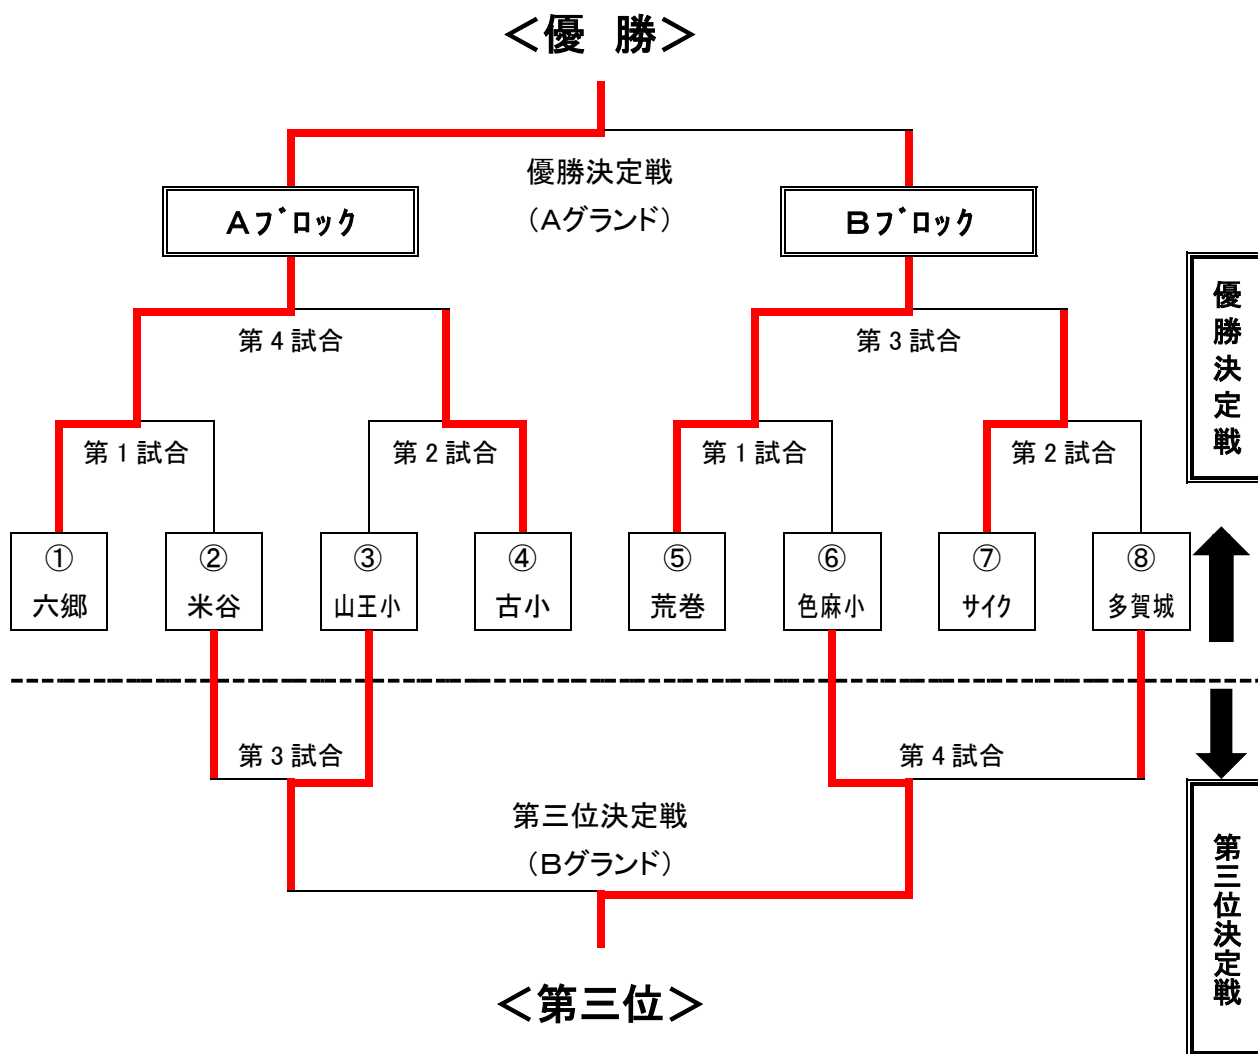 ＜優　勝＞
優勝決定戦
（Aグランド）
Aブロック
Bブロック
優勝決定戦
第4試合
第3試合
第1試合
第2試合
第1試合
第2試合
①
六郷
②
米谷
③
山王小
④
古小
⑤
荒巻
⑥
色麻小
⑦
サイク
⑧
多賀城
第3試合
第4試合
第三位決定戦
（Bグランド）
第三位決定戦
＜第三位＞